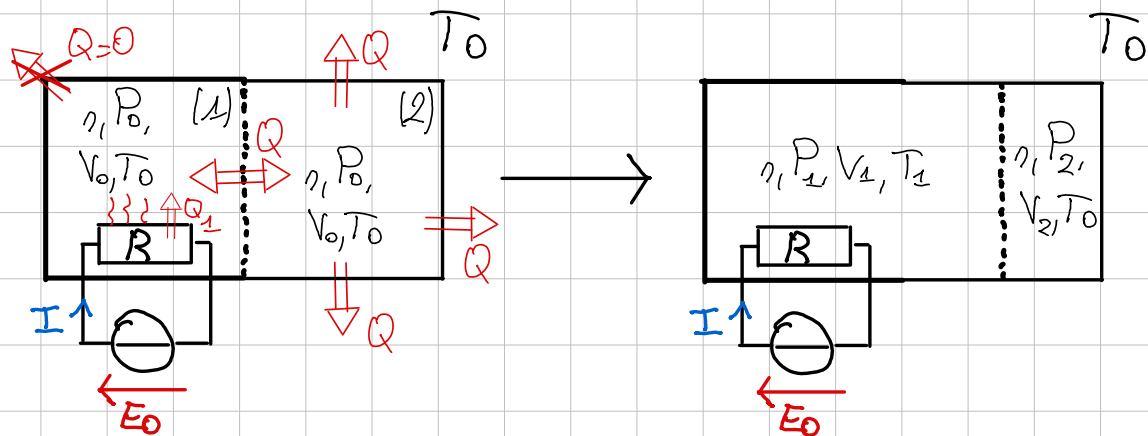 T0
Q=0
Q
n, P0,
V0, T0
(1)
Q
n, P0,
V0, T0
(2)
Q1
R
Q
Q
I
E0
T0
n, P1, V1, T1
n, P2,
V2, T0
R
I
E0